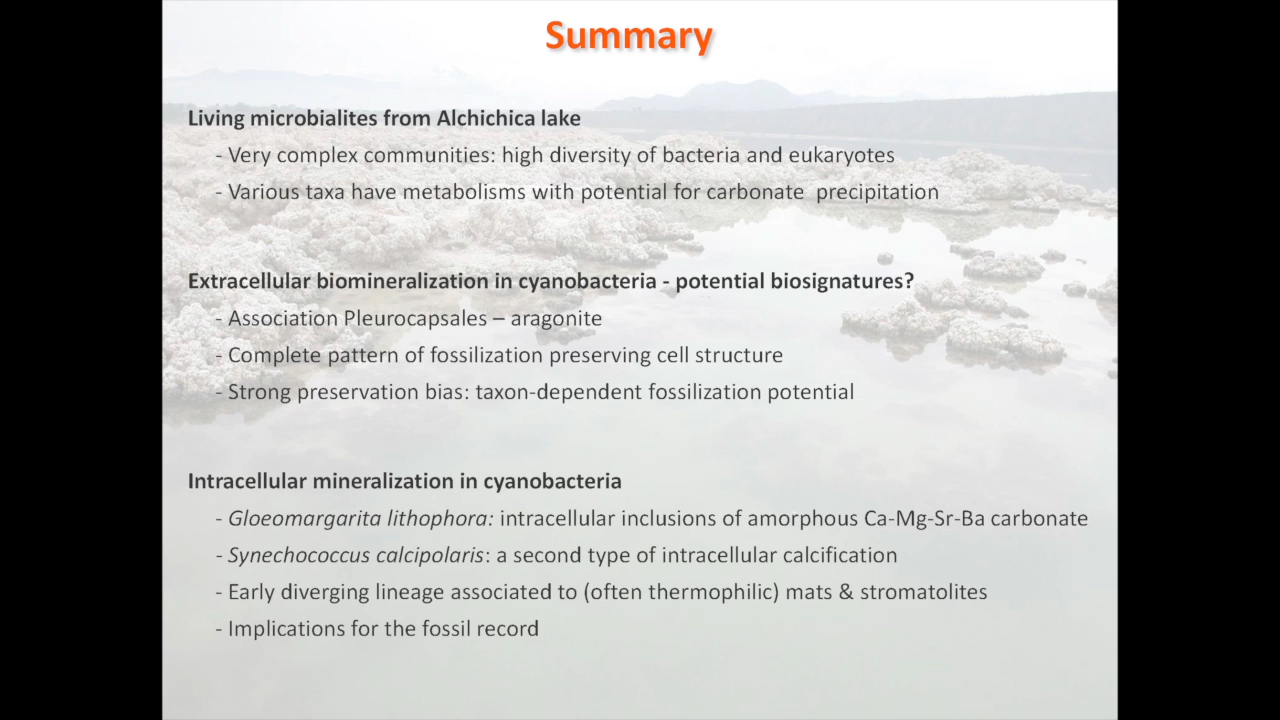 Summary
Living microbialites from Alchichica lake
- Very complex communities: high diversity of bacteria and eukaryotes
- Various taxa have metabolisms with potential for carbonate  precipitation
Extracellular biomineralization in cyanobacteria - potential biosignatures?
- Association Pleurocapsales – aragonite
- Complete pattern of fossilization preserving cell structure
- Strong preservation bias: taxon-dependent fossilization potential
Intracellular mineralization in cyanobacteria
- Gloeomargarita lithophora: intracellular inclusions of amorphous Ca-Mg-Sr-Ba carbonate
- Synechococcus calcipolaris: a second type of intracellular calcification
- Early diverging lineage associated to (often thermophilic) mats & stromatolites
- Implications for the fossil record